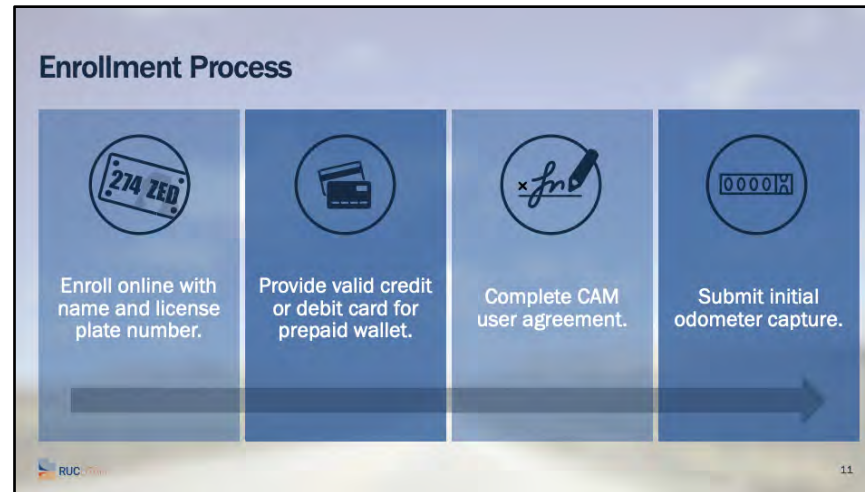 Enrollment Process
274 ZED
Enroll online with
name and license
plate number.
Provide valid credit
or debit card for
prepaid wallet.
x
Complete CAM
user agreement.
0000
Submit initial
odometer capture.
RUC
11